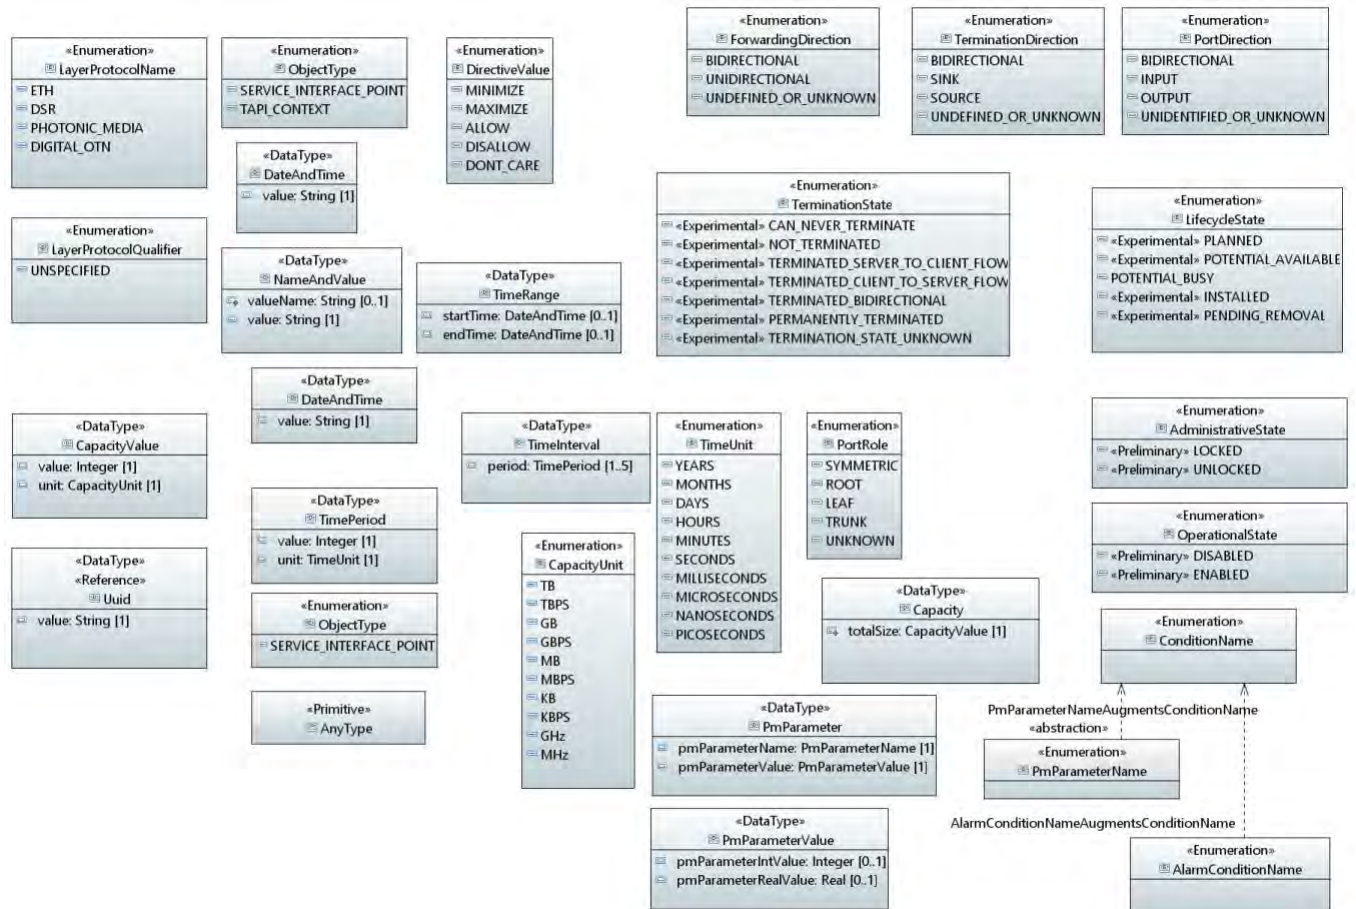 «Enumeration»
ForwardingDirection
BIDIRECTIONAL
UNIDIRECTIONAL
UNDEFINED_OR_UNKNOWN
«Enumeration»
TerminationDirection
BIDIRECTIONAL
SINK
SOURCE
UNDEFINED_OR_UNKNOWN
«Enumeration»
PortDirection
BIDIRECTIONAL
INPUT
OUTPUT
UNIDENTIFIED_OR_UNKNOWN
«Enumeration»
LayerProtocolName
ETH
DSR
PHOTONIC_MEDIA
DIGITAL_OTN
«Enumeration»
ObjectType
SERVICE_INTERFACE_POINT
TAPI_CONTEXT
«Enumeration»
DirectiveValue
MINIMIZE
MAXIMIZE
ALLOW
DISALLOW
DONT_CARE
«DataType»
DateAndTime
value: String [1]
«Enumeration»
TerminationState
«Experimental» CAN_NEVER_TERMINATE
«Experimental» NOT_TERMINATED
«Experimental» TERMINATED_SERVER_TO_CLIENT_FLOW
«Experimental» TERMINATED_CLIENT_TO_SERVER_FLOW
«Experimental» TERMINATED_BIDIRECTIONAL
«Experimental» PERMANENTLY_TERMINATED
«Experimental» TERMINATION_STATE_UNKNOWN
«Enumeration»
LifecycleState
«Experimental» PLANNED
«Experimental» POTENTIAL_AVAILABLE
POTENTIAL_BUSY
«Experimental» INSTALLED
«Experimental» PENDING_REMOVAL
«Enumeration»
LayerProtocolQualifier
UNSPECIFIED
«DataType»
NameAndValue
valueName: String [0..1]
value: String [1]
«DataType»
TimeRange
startTime: DateAndTime [0..1]
endTime: DateAndTime [0..1]
«DataType»
DateAndTime
value: String [1]
«DataType»
CapacityValue
value: Integer [1]
unit: CapacityUnit [1]
«DataType»
TimeInterval
period: TimePeriod [1..5]
«Enumeration»
TimeUnit
YEARS
MONTHS
DAYS
HOURS
MINUTES
SECONDS
MILLISECONDS
MICROSECONDS
NANOSECONDS
PICOSECONDS
«Enumeration»
PortRole
SYMMETRIC
ROOT
LEAF
TRUNK
UNKNOWN
«Enumeration»
AdministrativeState
«Preliminary» LOCKED
«Preliminary» UNLOCKED
«DataType»
TimePeriod
value: Integer [1]
unit: TimeUnit [1]
«Enumeration»
OperationalState
«Preliminary» DISABLED
«Preliminary» ENABLED
«DataType»
«Reference»
Uuid
value: String [1]
«Enumeration»
CapacityUnit
TB
TBPS
GB
GBPS
MB
MBPS
KB
KBPS
GHz
MHz
«DataType»
Capacity
totalSize: CapacityValue [1]
«Enumeration»
ObjectType
SERVICE_INTERFACE_POINT
«Enumeration»
ConditionName
«Primitive»
AnyType
«DataType»
PmParameter
pmParameterName: PmParameterName [1]
pmParameterValue: PmParameterValue [1]
PmParameterNameAugmentsConditionName
«abstraction»
«Enumeration»
PmParameterName
«DataType»
PmParameterValue
pmParameterIntValue: Integer [0..1]
pmParameterRealValue: Real [0..1]
AlarmConditionNameAugmentsConditionName
«Enumeration»
AlarmConditionName